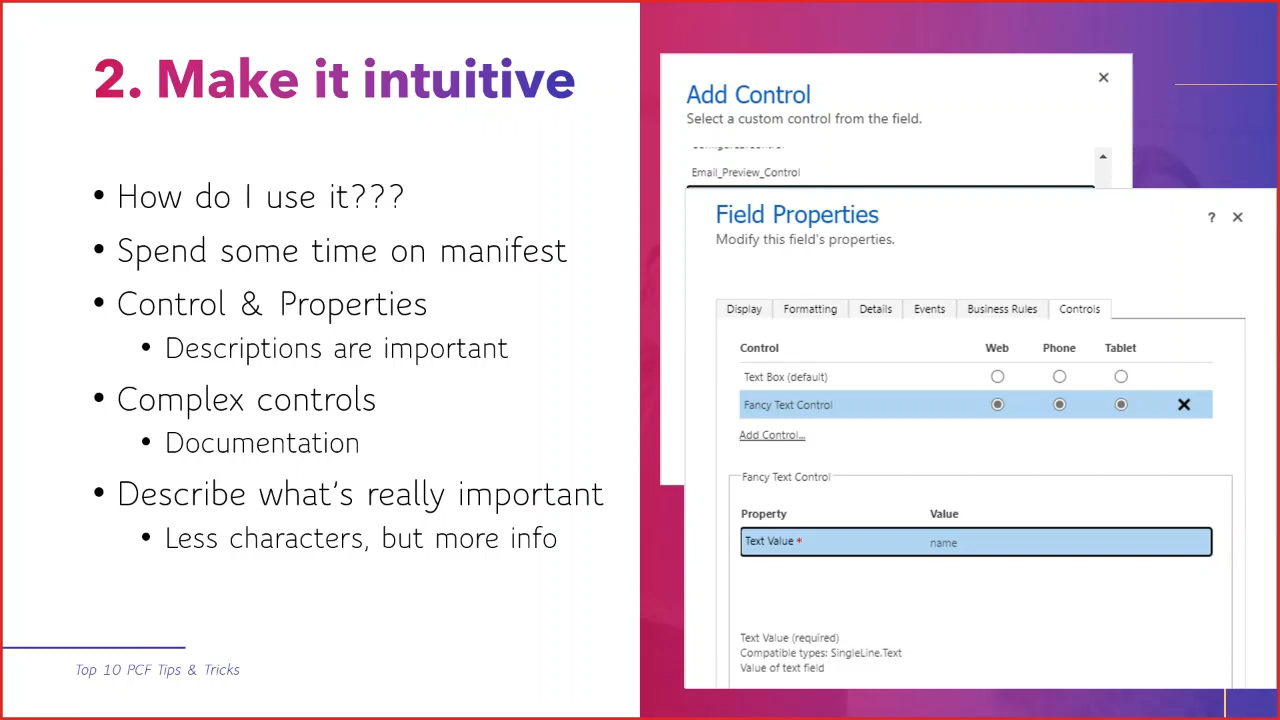 2. Make it intuitive
• How do I use it???
• Spend some time on manifest
• Control & Properties
• Descriptions are important
• Complex controls
• Documentation
• Describe what's really important
• Less characters, but more info
Top 10 PCF Tips & Tricks
Add Control
Select a custom control from the field.
Email_Preview_Control
Field Properties
Modify this field's properties.
Display Formatting Details Events Business Rules Controls
Control Web Phone Tablet
Text Box (default)
Fancy Text Control
Add Control...
Fancy Text Control
Property Value
Text Value * name
Text Value (required)
Compatible types: SingleLine.Text
Value of text field